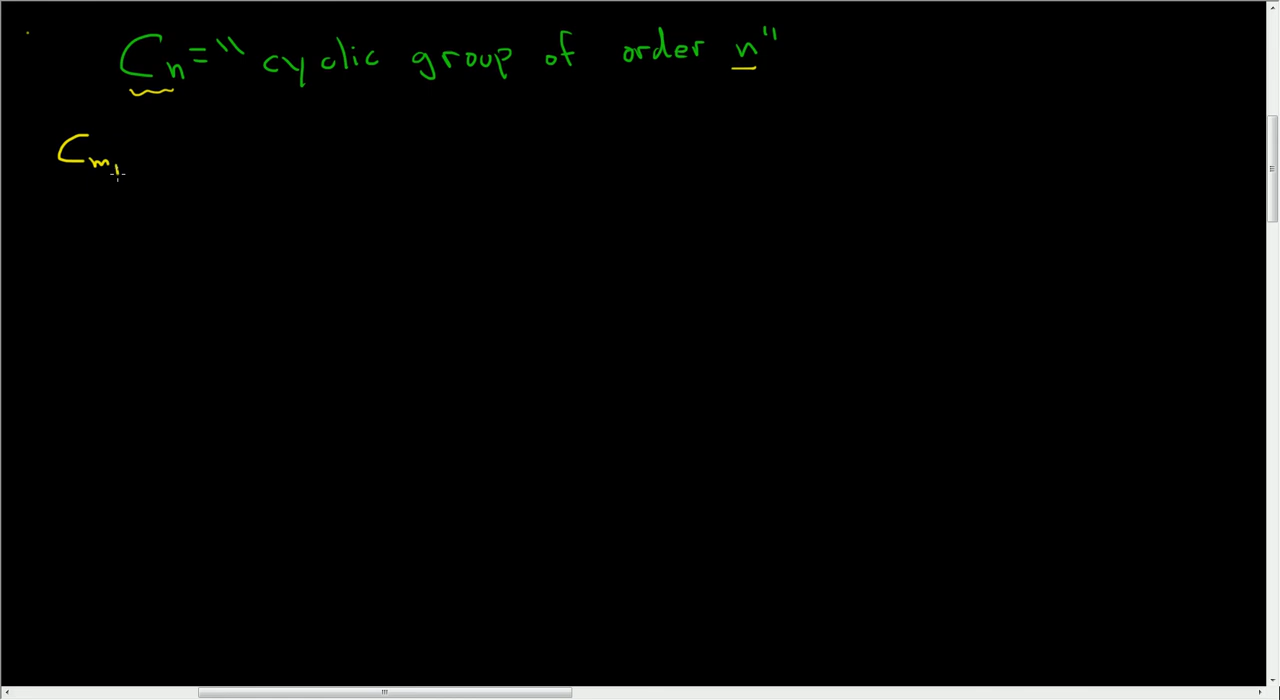 Cₙ = "cyclic group of order n"
Cₘ,